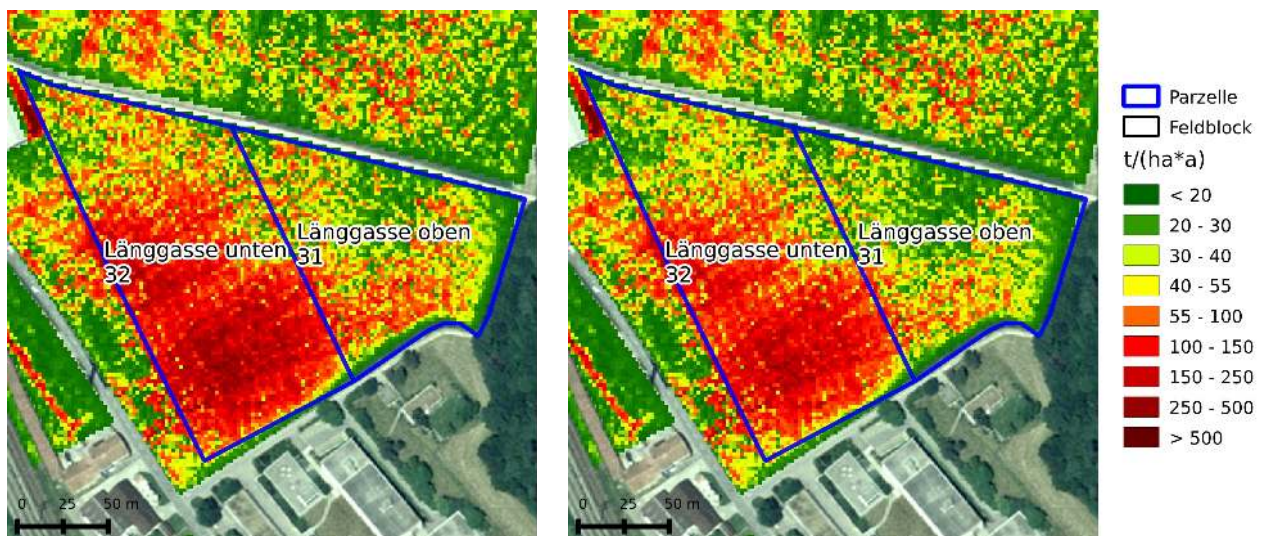 Länggasse oben
31
Länggasse unten
32
0 25 50 m
Länggasse oben
31
Länggasse unten
32
0 25 50 m
Parzelle
Feldblock
t/(ha*a)
< 20
20 - 30
30 - 40
40 - 55
55 - 100
100 - 150
150 - 250
250 - 500
> 500